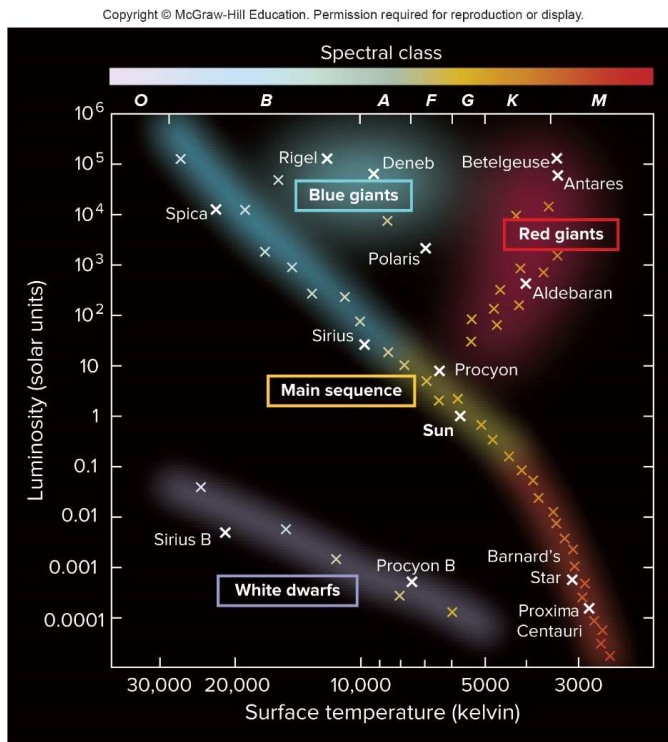 Copyright © McGraw-Hill Education. Permission required for reproduction or display.
Spectral class
O B A F G K M
Luminosity (solar units)
10⁶
10⁵
10⁴
10³
10²
10
1
0.1
0.01
0.001
0.0001
Rigel
Deneb
Betelgeuse
Antares
Blue giants
Spica
Red giants
Polaris
Aldebaran
Sirius
Procyon
Main sequence
Sun
Sirius B
Procyon B
Barnard's
Star
White dwarfs
Proxima
Centauri
30,000 20,000 10,000 5000 3000
Surface temperature (kelvin)